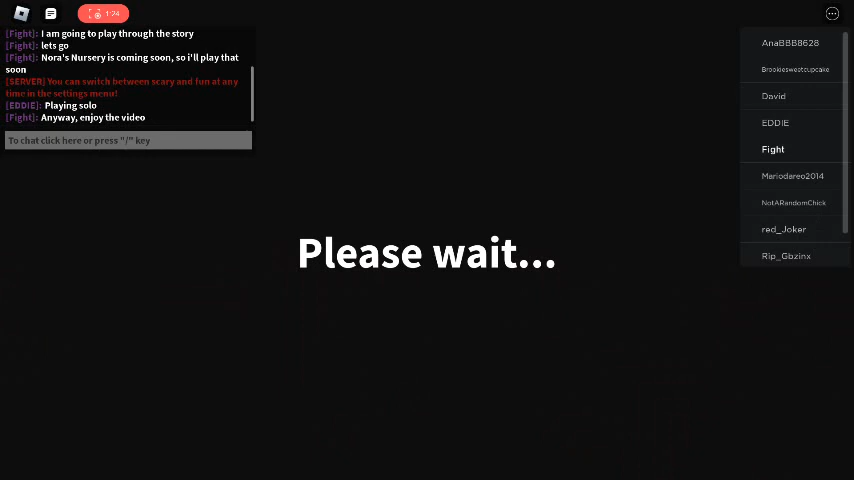 1:24
[Fight]: I am going to play through the story
[Fight]: lets go
[Fight]: Nora's Nursery is coming soon, so i'll play that
soon
[SERVER] You can switch between scary and fun at any
time in the settings menu!
[EDDIE]: Playing solo
[Fight]: Anyway, enjoy the video
To chat click here or press "/" key
AnaBBB8628
Brookiesweetcupcake
David
EDDIE
Fight
Mariodareo2014
NotARandomChick
red_Joker
Rip_Gbzinx
Please wait...